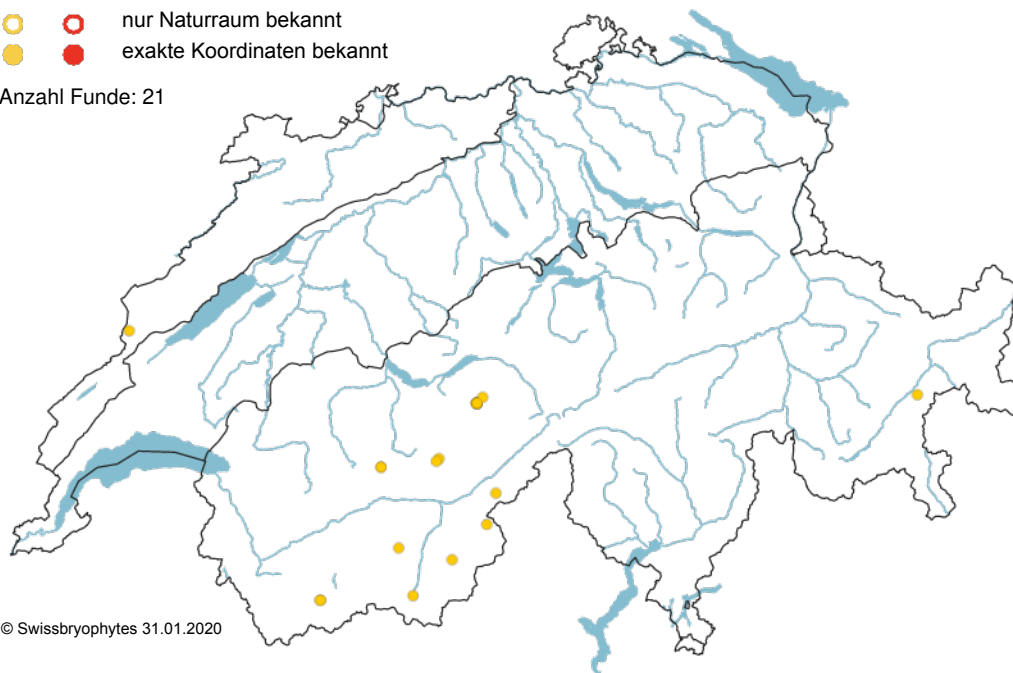 nur Naturraum bekannt
exakte Koordinaten bekannt
Anzahl Funde: 21
© Swissbryophytes 31.01.2020